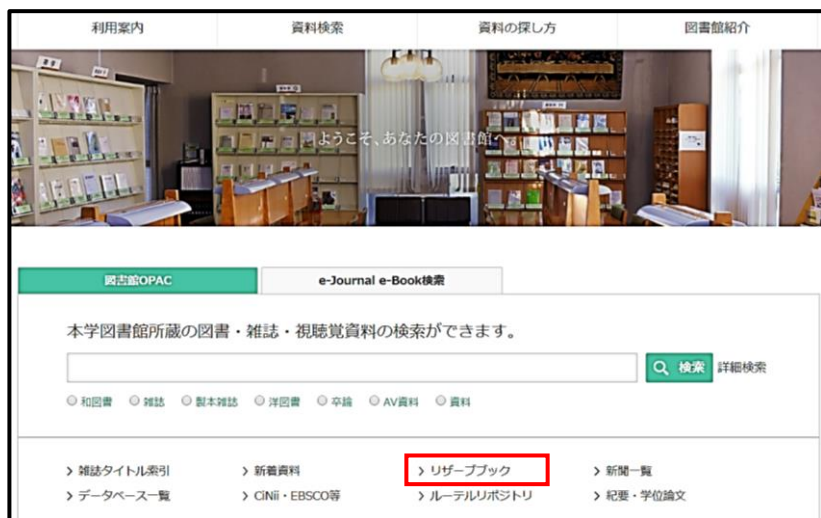 利用案内 資料検索 資料の探し方 図書館紹介
ようこそ、あなたの図書館へ。
図書館OPAC e-Journal e-Book検索
本学図書館所蔵の図書・雑誌・視聴覚資料の検索ができます。
検索 詳細検索
和図書 雑誌 製本雑誌 洋図書 卒論 AV資料 資料
> 雑誌タイトル索引 > 新着資料 > リザーブブック > 新聞一覧
> データベース一覧 > CiNii・EBSCO等 > ルーテルリポジトリ > 紀要・学位論文